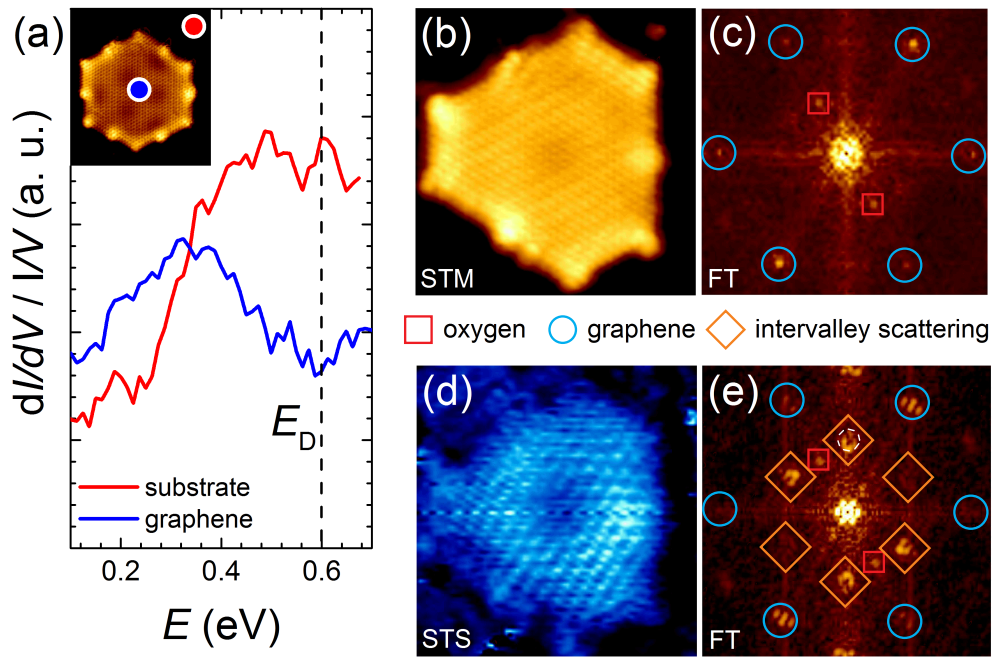 (a)
dI/dV / I/V (a. u.)
E_D
substrate
graphene
0.2 0.4 0.6
E (eV)
(b)
STM
(c)
FT
oxygen graphene intervalley scattering
(d)
STS
(e)
FT